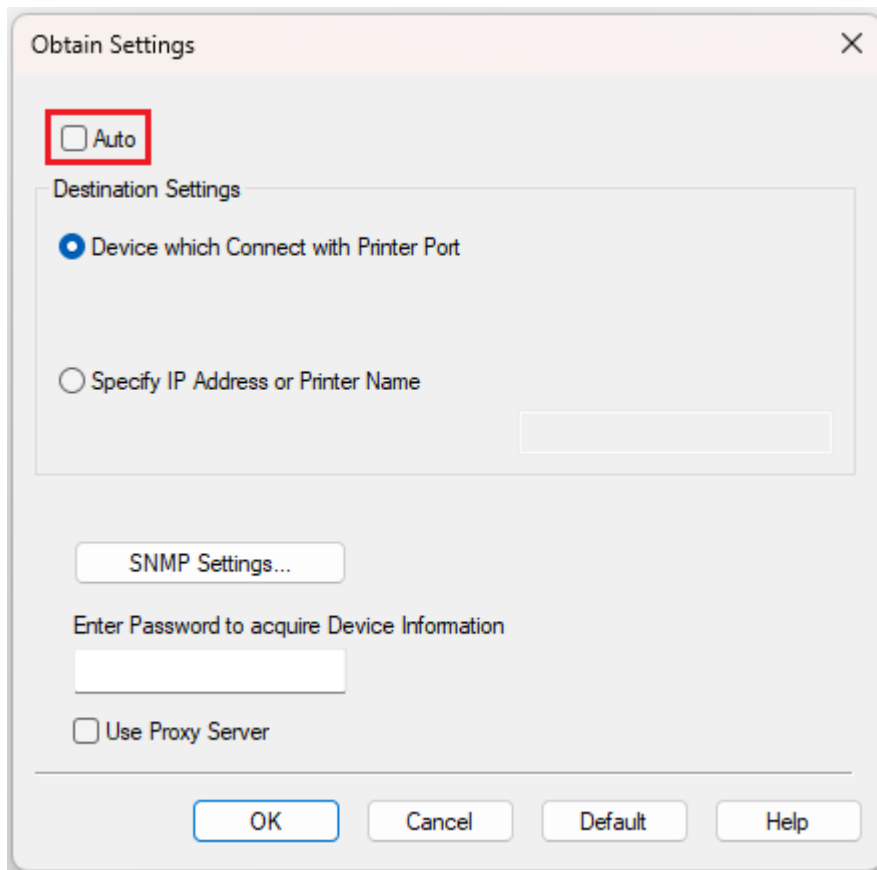 Obtain Settings
Auto
Destination Settings
Device which Connect with Printer Port
Specify IP Address or Printer Name
SNMP Settings...
Enter Password to acquire Device Information
Use Proxy Server
OK Cancel Default Help